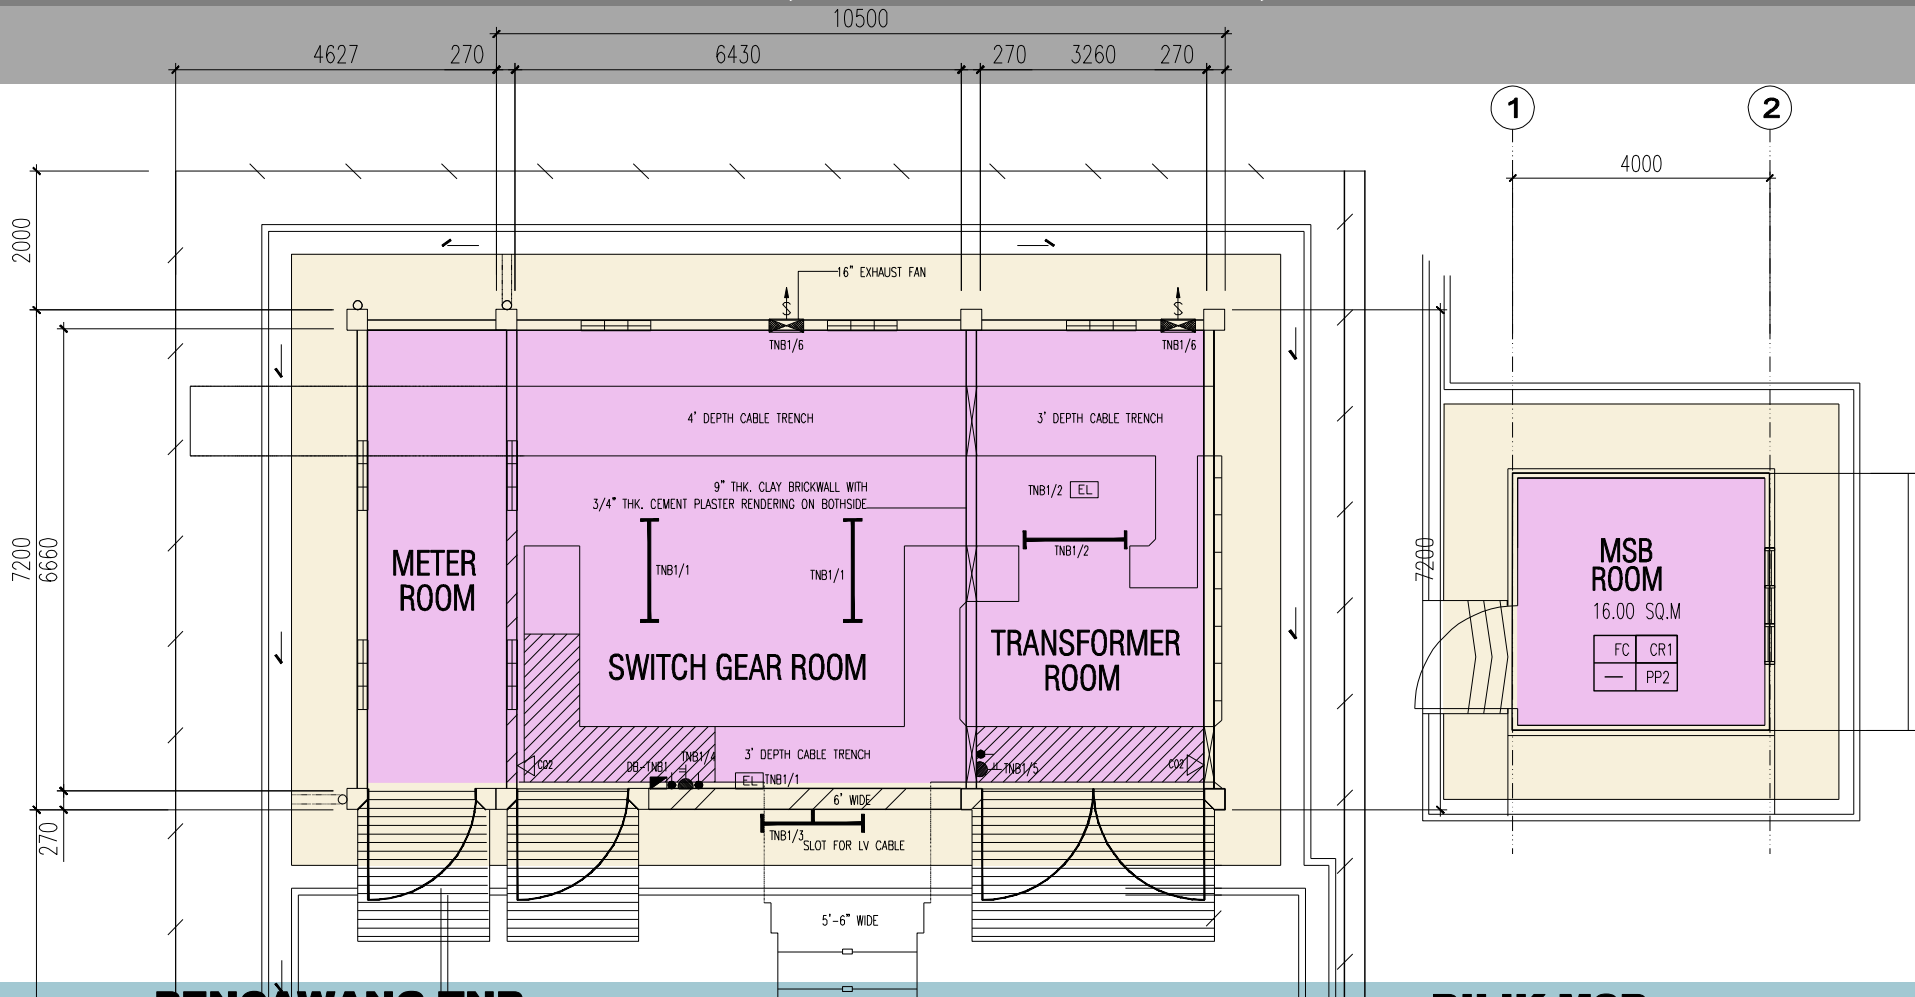 10500
4627
270
6430
270
3260
270
1
2
4000
2000
16" EXHAUST FAN
TNB1/6
TNB1/6
4' DEPTH CABLE TRENCH
3' DEPTH CABLE TRENCH
9" THK. CLAY BRICKWALL WITH
3/4" THK. CEMENT PLASTER RENDERING ON BOTHSIDE
TNB1/2
EL
7200
6660
METER
ROOM
TNB1/1
TNB1/1
TNB1/2
7200
MSB
ROOM
16.00 SQ.M
FC
CR1
—
PP2
SWITCH GEAR ROOM
TRANSFORMER
ROOM
CO2
DB-TNB1
TNB1/4
3' DEPTH CABLE TRENCH
EL
TNB1/1
TNB1/5
CO2
270
6' WIDE
TNB1/3
SLOT FOR LV CABLE
5'-6" WIDE
PENCAWANG TNB
BILIK MSB